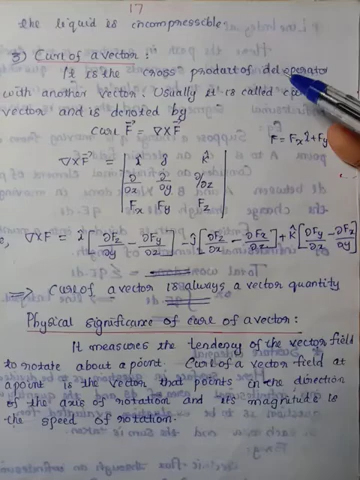 17
the liquid is incompressible.
3) Curl of a vector:
It is the cross product of del operator
with another vector. Usually it is called
vector and is denoted by
Curl F⃗ = ∇×F⃗
F⃗ = Fx î + Fy
∇×F⃗ = | î ĵ k̂ |
| ∂/∂x ∂/∂y ∂/∂z |
| Fx Fy Fz |
∇×F = î [∂Fz/∂y − ∂Fy/∂z] − ĵ [∂Fz/∂x − ∂Fx/∂z] + k̂ [∂Fy/∂x − ∂Fx/∂y
⇒ Curl of a vector is always a vector quantity
Physical significance of curl of a vector:
It measures the tendency of the vector field
to rotate about a point. Curl of a vector field at
a point is the vector that points in the direction
of the axis of rotation and its magnitude is
the speed of rotation.